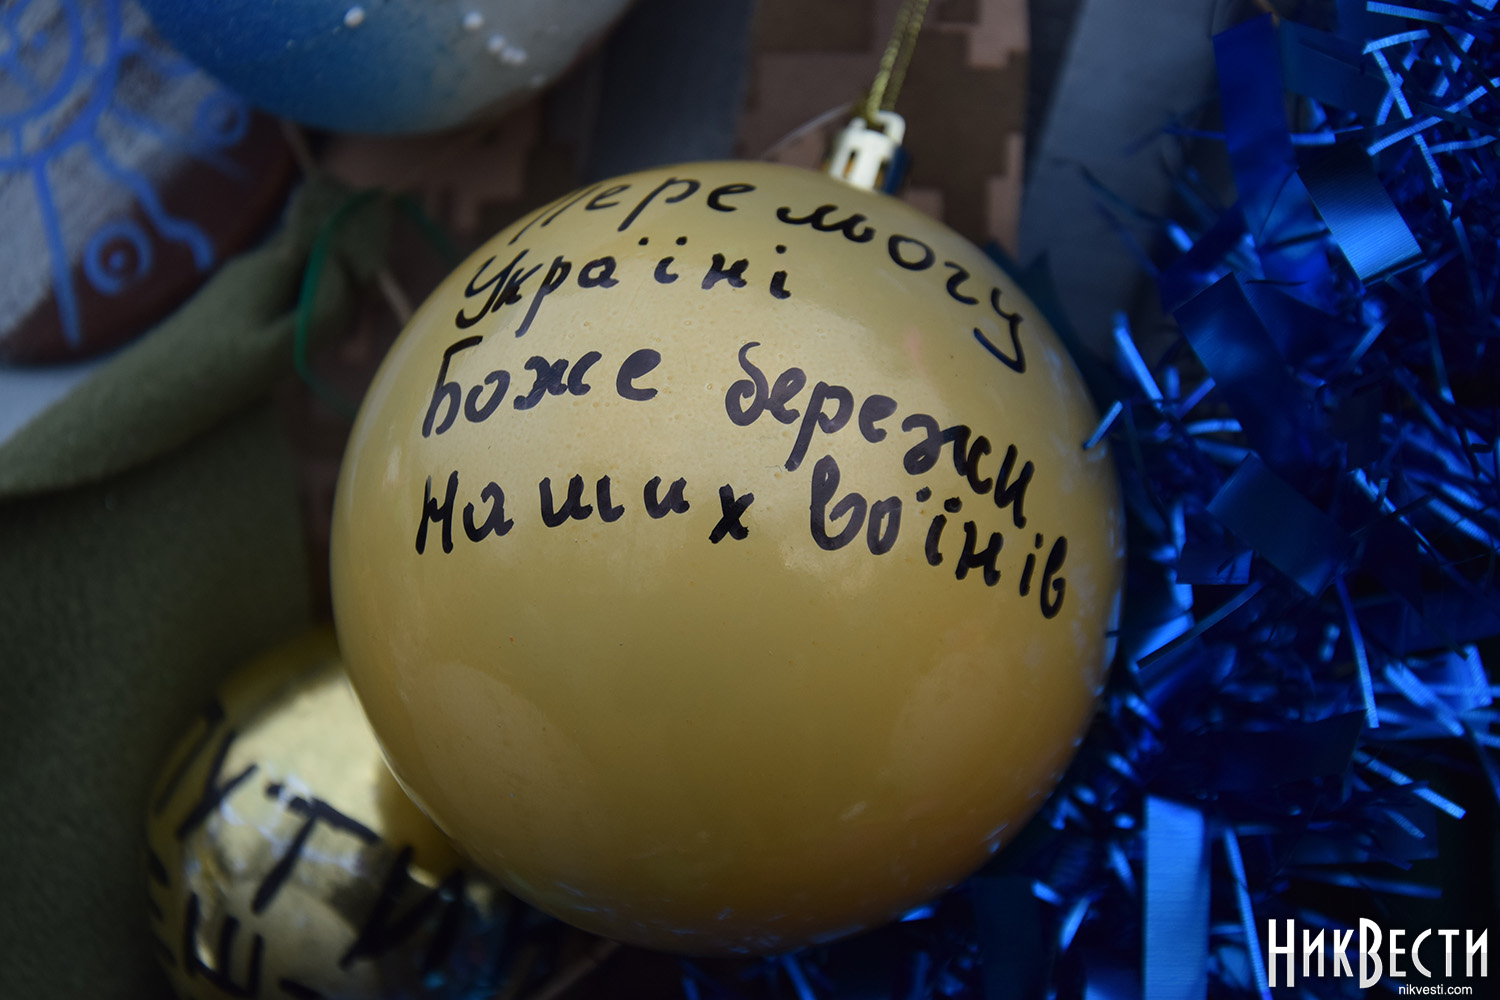 Перемогу
Україні
Боже бережи
наших воїнів
НикВести
nikvesti.com